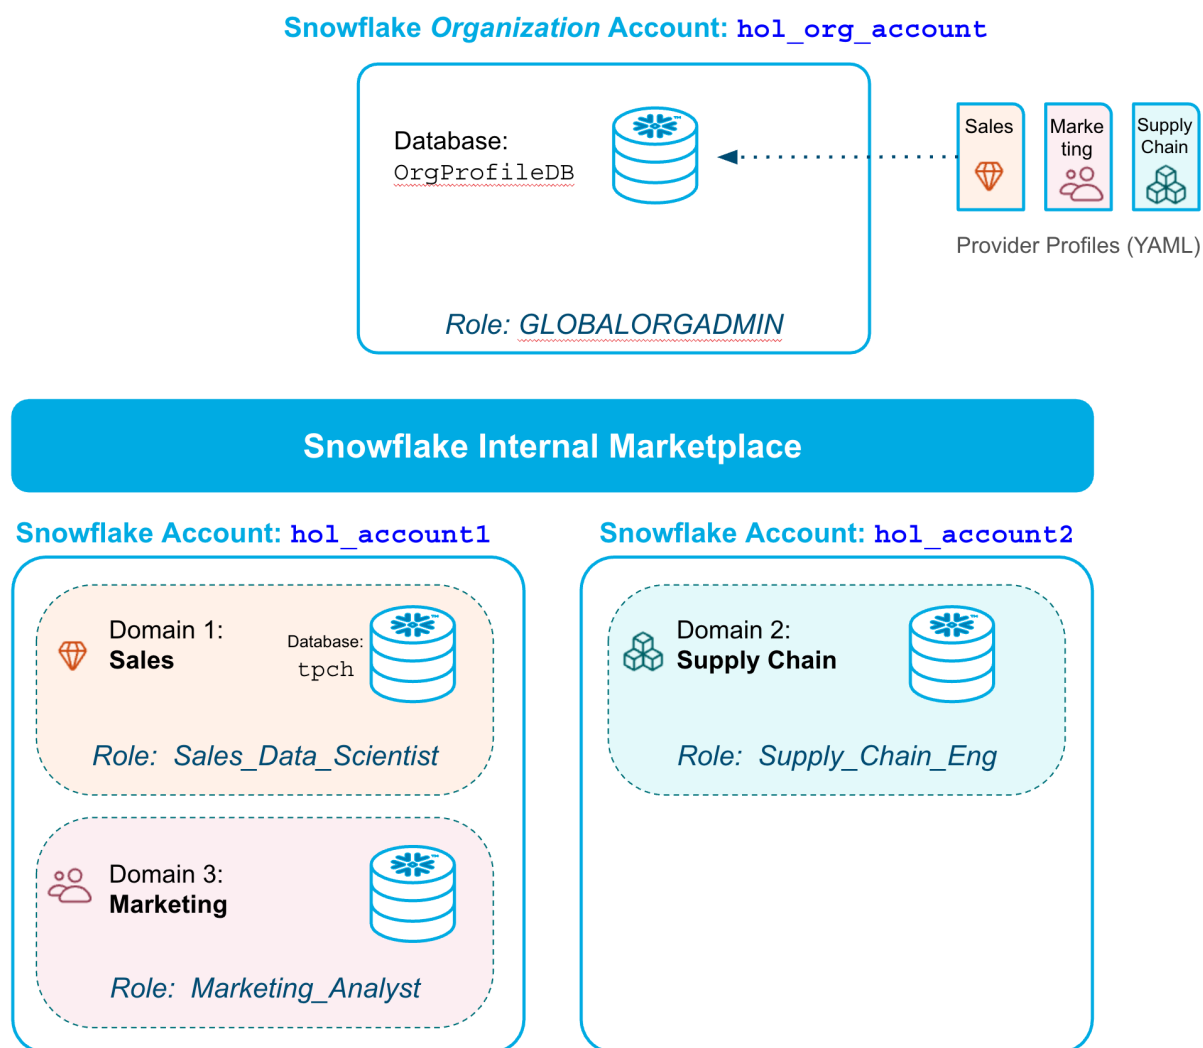 Snowflake Organization Account: hol_org_account
Database:
OrgProfileDB
Role: GLOBALORGADMIN
Sales
Marke
ting
Supply
Chain
Provider Profiles (YAML)
Snowflake Internal Marketplace
Snowflake Account: hol_account1
Domain 1:
Sales
Database:
tpch
Role: Sales_Data_Scientist
Domain 3:
Marketing
Role: Marketing_Analyst
Snowflake Account: hol_account2
Domain 2:
Supply Chain
Role: Supply_Chain_Eng